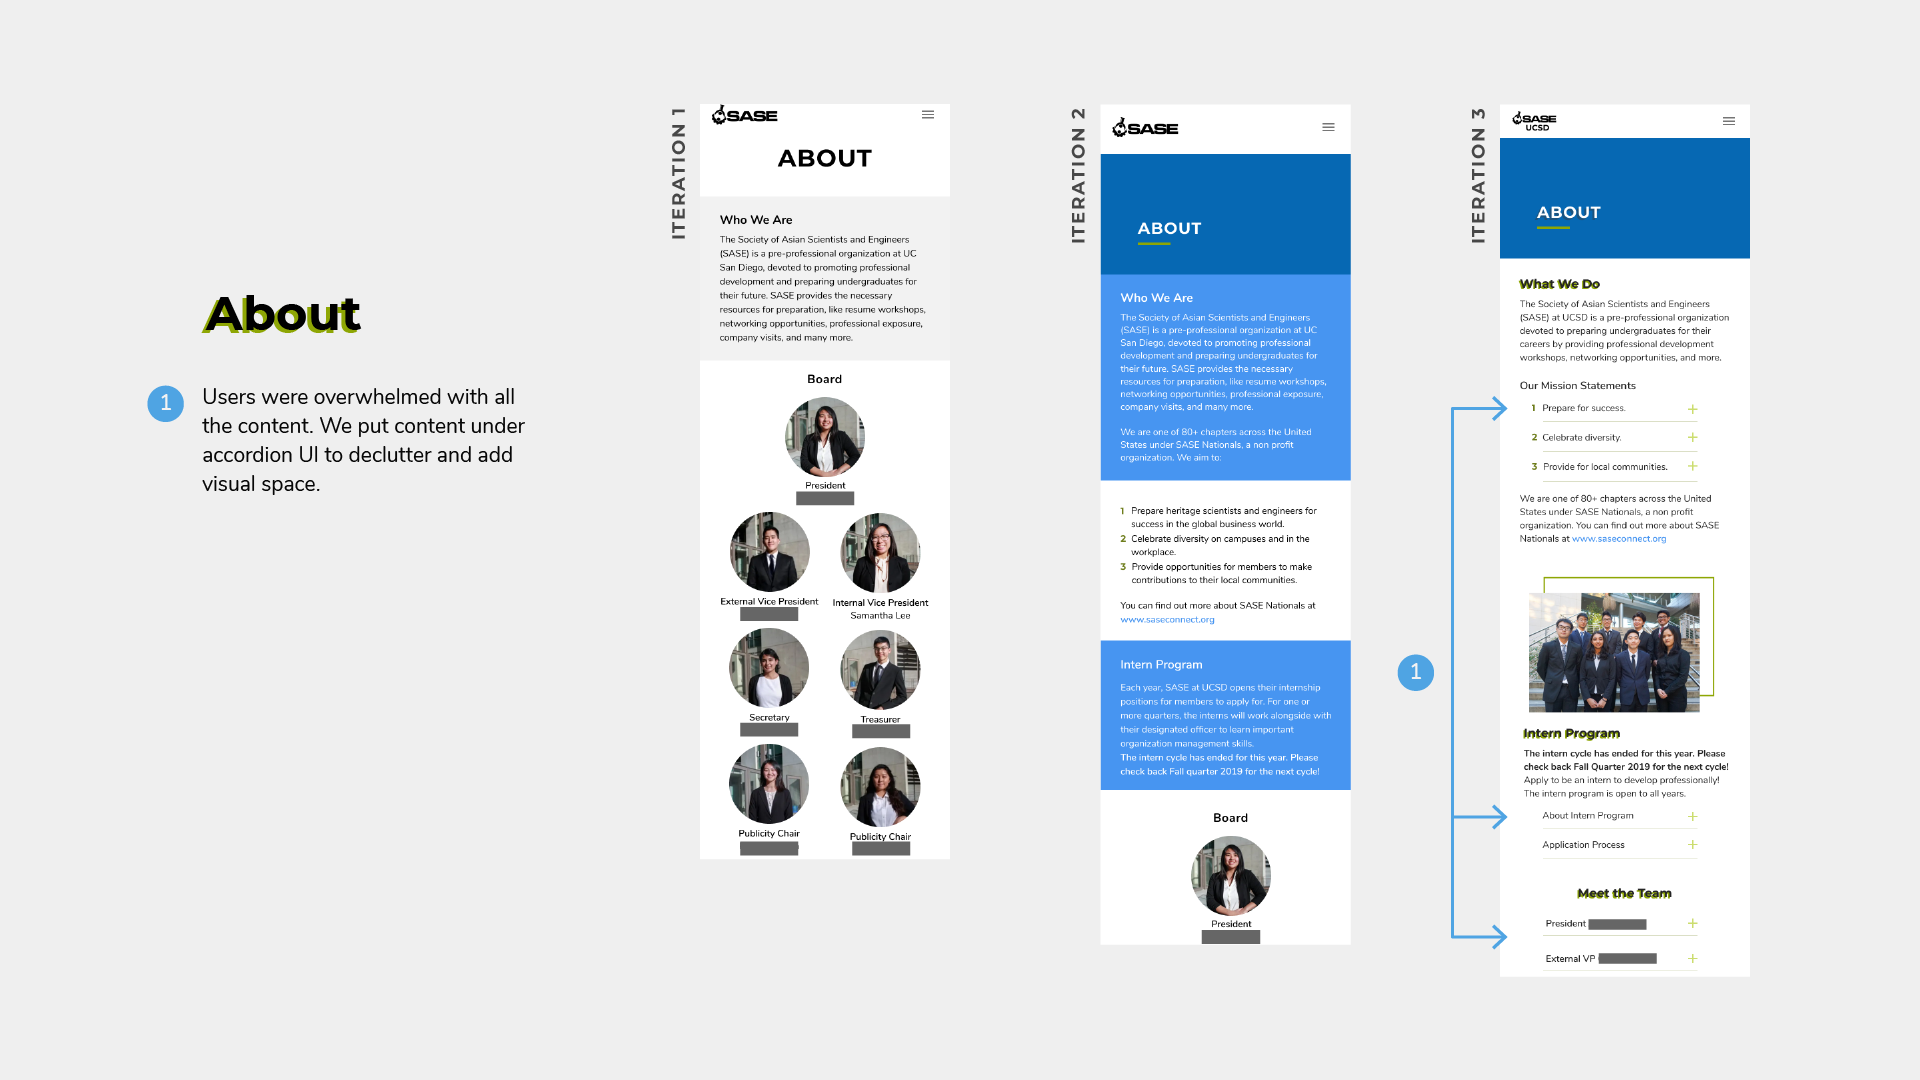 About
1
Users were overwhelmed with all
the content. We put content under
accordion UI to declutter and add
visual space.
ITERATION 1
SASE
ABOUT
Who We Are
The Society of Asian Scientists and Engineers
(SASE) is a pre-professional organization at UC
San Diego, devoted to promoting professional
development and preparing undergraduates for
their future. SASE provides the necessary
resources for preparation, like resume workshops,
networking opportunities, professional exposure,
company visits, and many more.
Board
President
External Vice President
Internal Vice President
Samantha Lee
Secretary
Treasurer
Publicity Chair
Publicity Chair
ITERATION 2
SASE
ABOUT
Who We Are
The Society of Asian Scientists and Engineers
(SASE) is a pre-professional organization at UC
San Diego, devoted to promoting professional
development and preparing undergraduates for
their future. SASE provides the necessary
resources for preparation, like resume workshops,
networking opportunities, professional exposure,
company visits, and many more.
We are one of 80+ chapters across the United
States under SASE Nationals, a non profit
organization. We aim to:
1 Prepare heritage scientists and engineers for
success in the global business world.
2 Celebrate diversity on campuses and in the
workplace.
3 Provide opportunities for members to make
contributions to their local communities.
You can find out more about SASE Nationals at
www.saseconnect.org
Intern Program
Each year, SASE at UCSD opens their internship
positions for members to apply for. For one or
more quarters, the interns will work alongside with
their designated officer to learn important
organization management skills.
The intern cycle has ended for this year. Please
check back Fall quarter 2019 for the next cycle!
Board
President
ITERATION 3
1
SASE
UCSD
ABOUT
What We Do
The Society of Asian Scientists and Engineers
(SASE) at UCSD is a pre-professional organization
devoted to preparing undergraduates for their
careers by providing professional development
workshops, networking opportunities, and more.
Our Mission Statements
1 Prepare for success. +
2 Celebrate diversity. +
3 Provide for local communities. +
We are one of 80+ chapters across the United
States under SASE Nationals, a non profit
organization. You can find out more about SASE
Nationals at www.saseconnect.org
Intern Program
The intern cycle has ended for this year. Please
check back Fall Quarter 2019 for the next cycle!
Apply to be an intern to develop professionally!
The intern program is open to all years.
About Intern Program +
Application Process +
Meet the Team
President +
External VP +